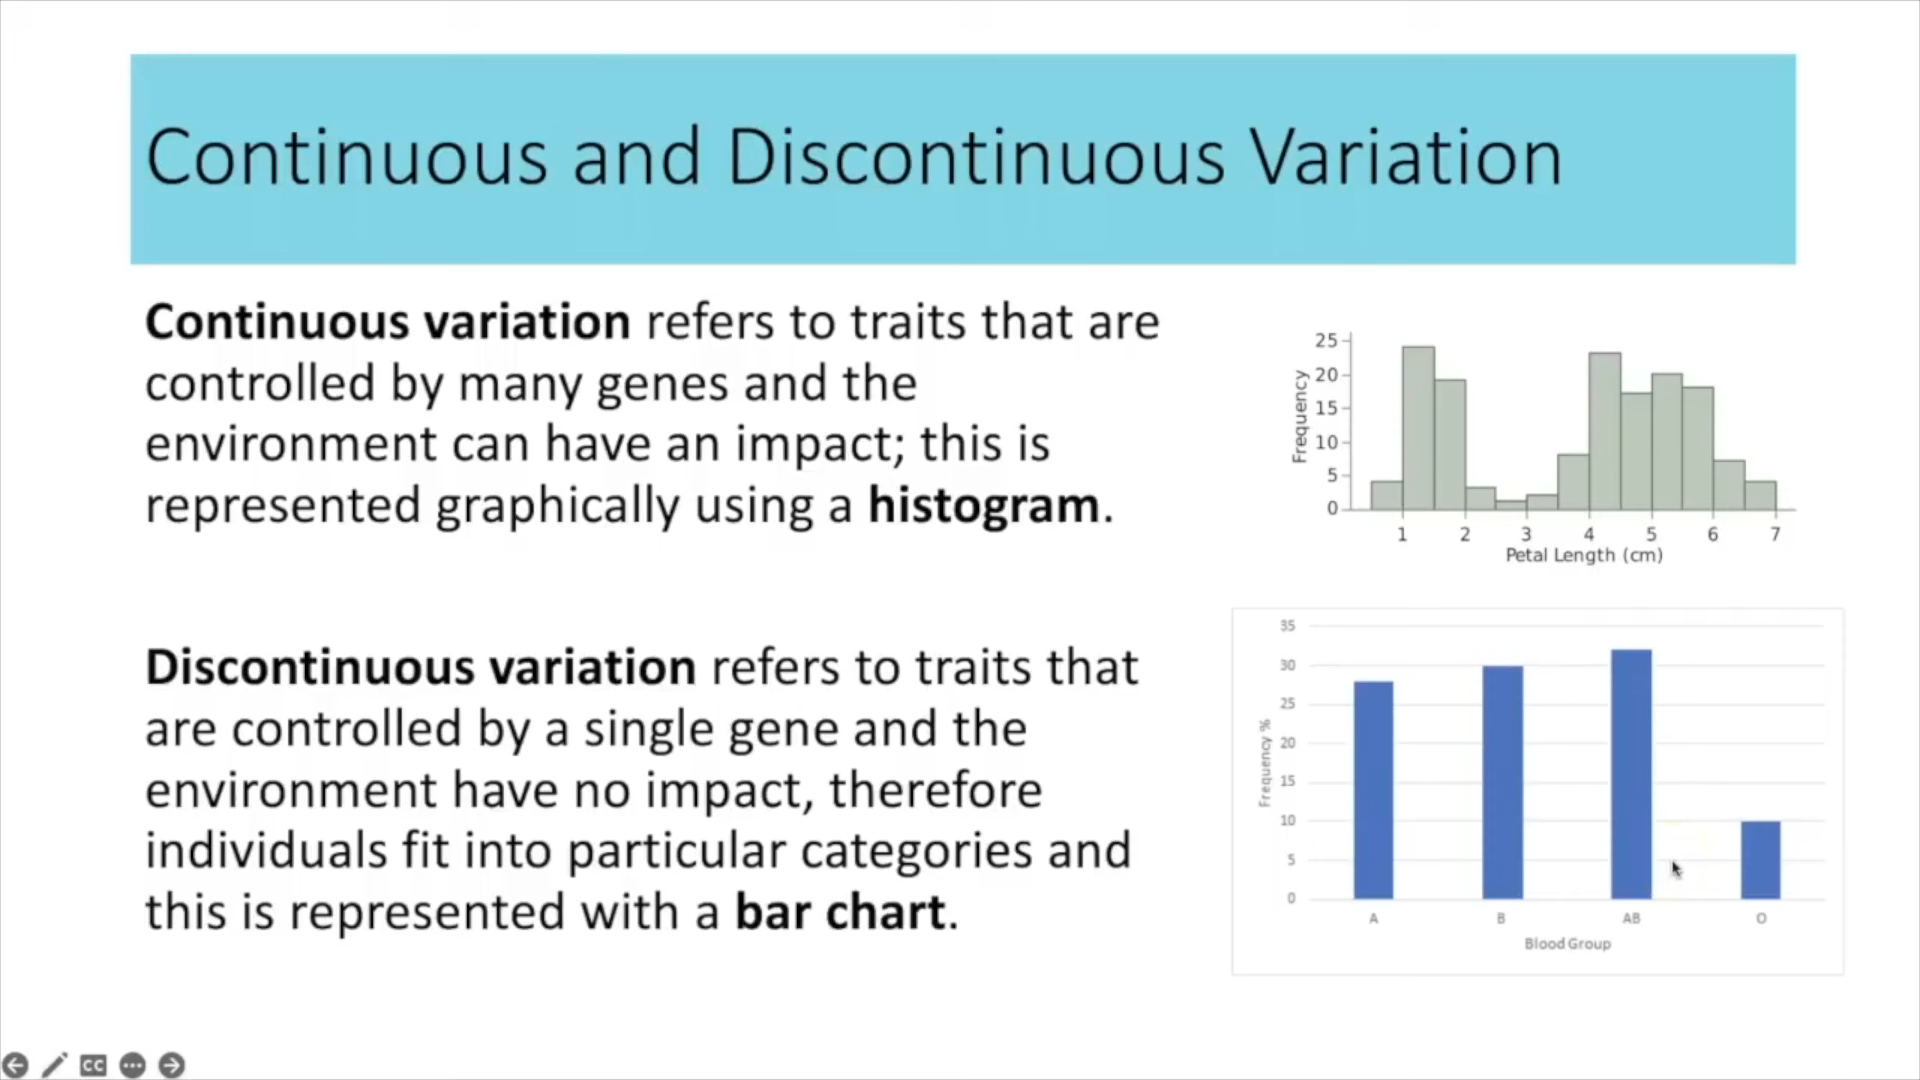 Continuous and Discontinuous Variation
Continuous variation refers to traits that are
controlled by many genes and the
environment can have an impact; this is
represented graphically using a histogram.
25
20
15
10
5
0
Frequency
1 2 3 4 5 6 7
Petal Length (cm)
Discontinuous variation refers to traits that
are controlled by a single gene and the
environment have no impact, therefore
individuals fit into particular categories and
this is represented with a bar chart.
35
30
25
20
15
10
5
0
Frequency %
A B AB O
Blood Group
CC